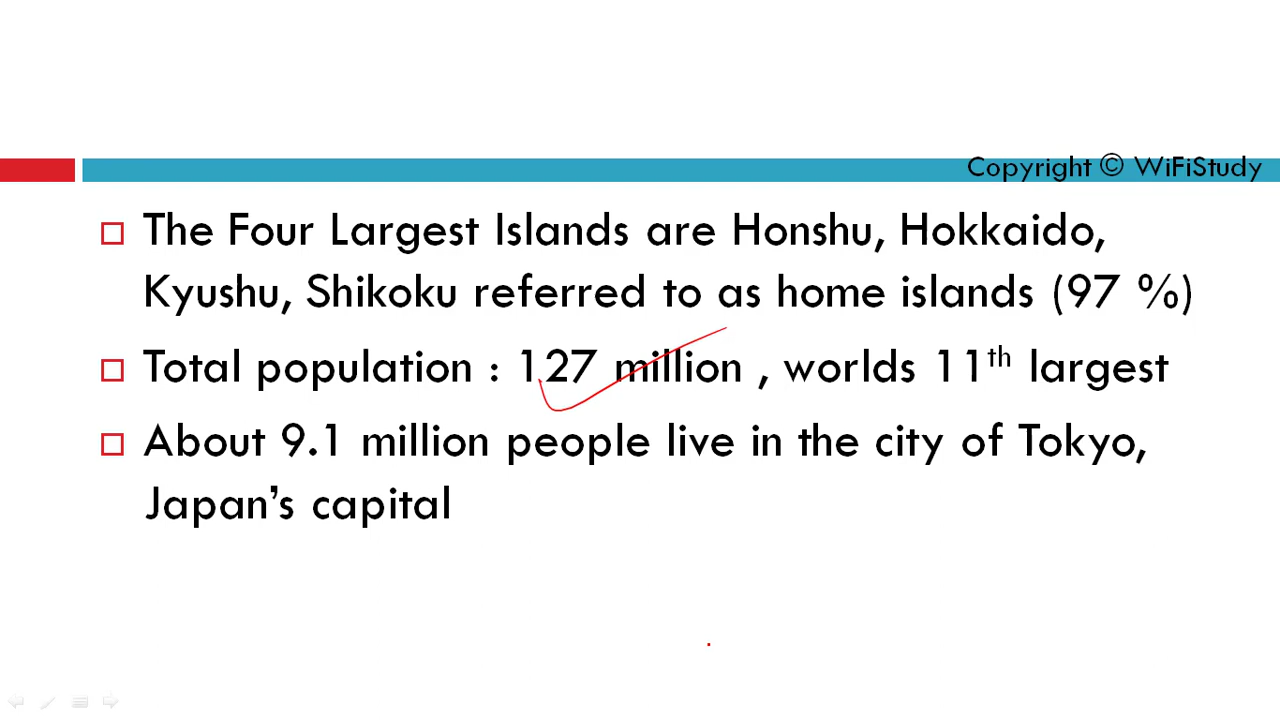 Copyright © WiFiStudy
The Four Largest Islands are Honshu, Hokkaido,
Kyushu, Shikoku referred to as home islands (97 %)
Total population : 127 million , worlds 11th largest
About 9.1 million people live in the city of Tokyo,
Japan’s capital